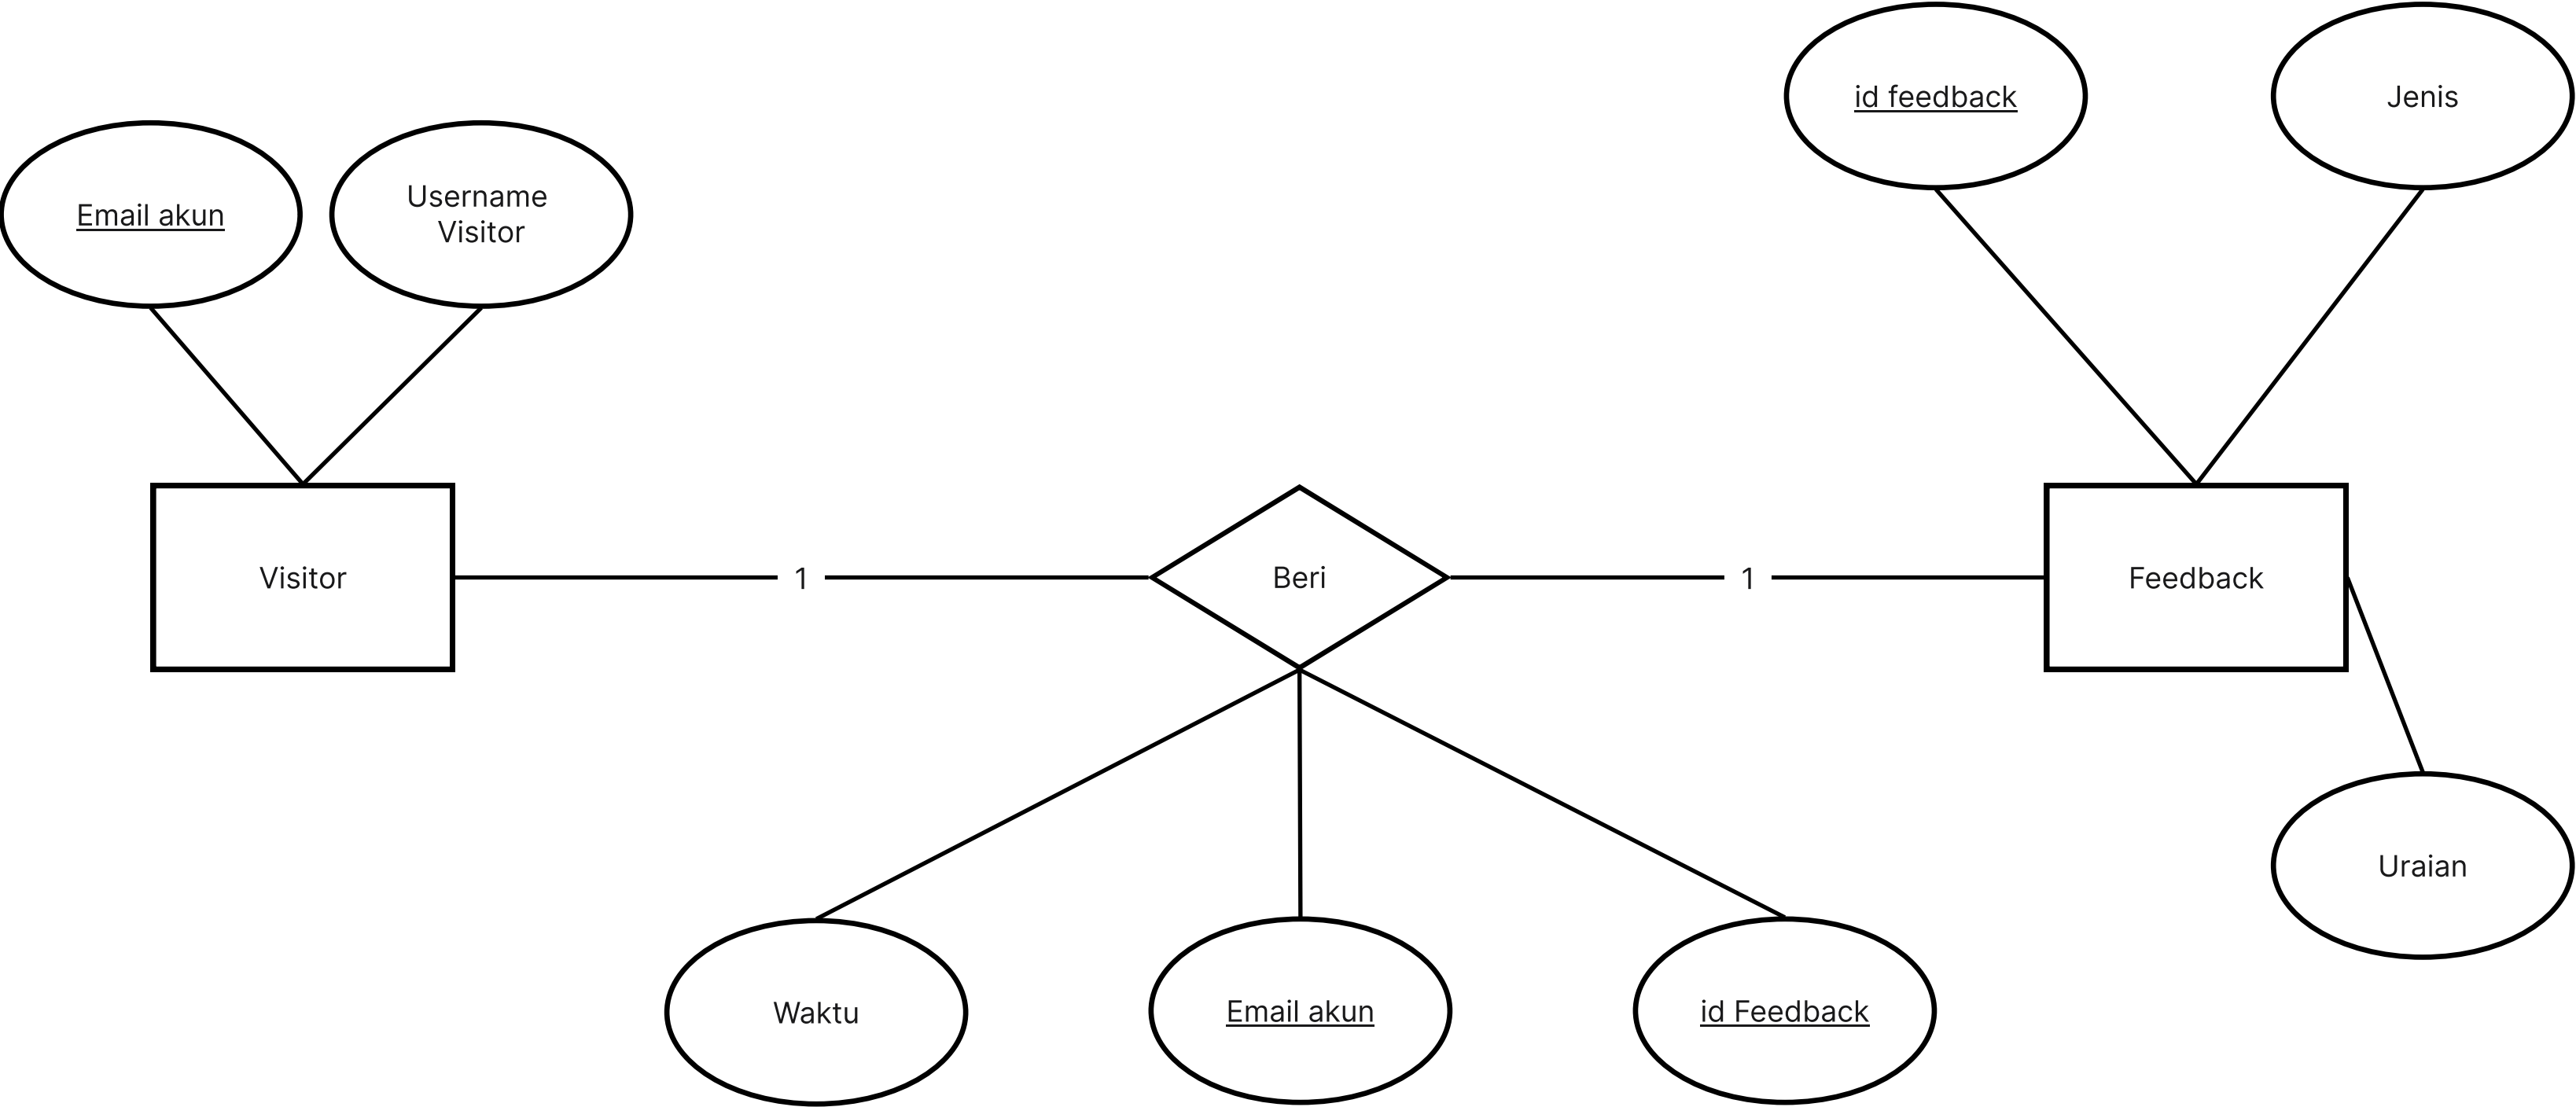 id feedback
Jenis
Email akun
Username
Visitor
Visitor
1
Beri
1
Feedback
Uraian
Waktu
Email akun
id Feedback